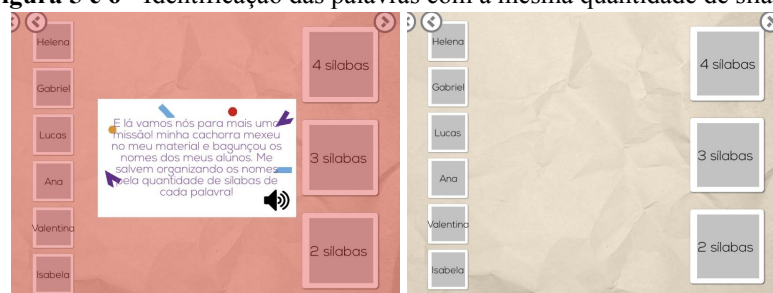 gura 5 e 6 - Identificação das palavras com a mesma quantidade de síla
Helena
Gabriel
Lucas
Ana
Valentina
Isabela
E lá vamos nós para mais uma
missão! minha cachorra mexeu
no meu material e bagunçou os
nomes dos meus alunos. Me
salvem organizando os nomes
pela quantidade de sílabas de
cada palavra!
4 sílabas
3 sílabas
2 sílabas
Helena
Gabriel
Lucas
Ana
Valentina
Isabela
4 sílabas
3 sílabas
2 sílabas